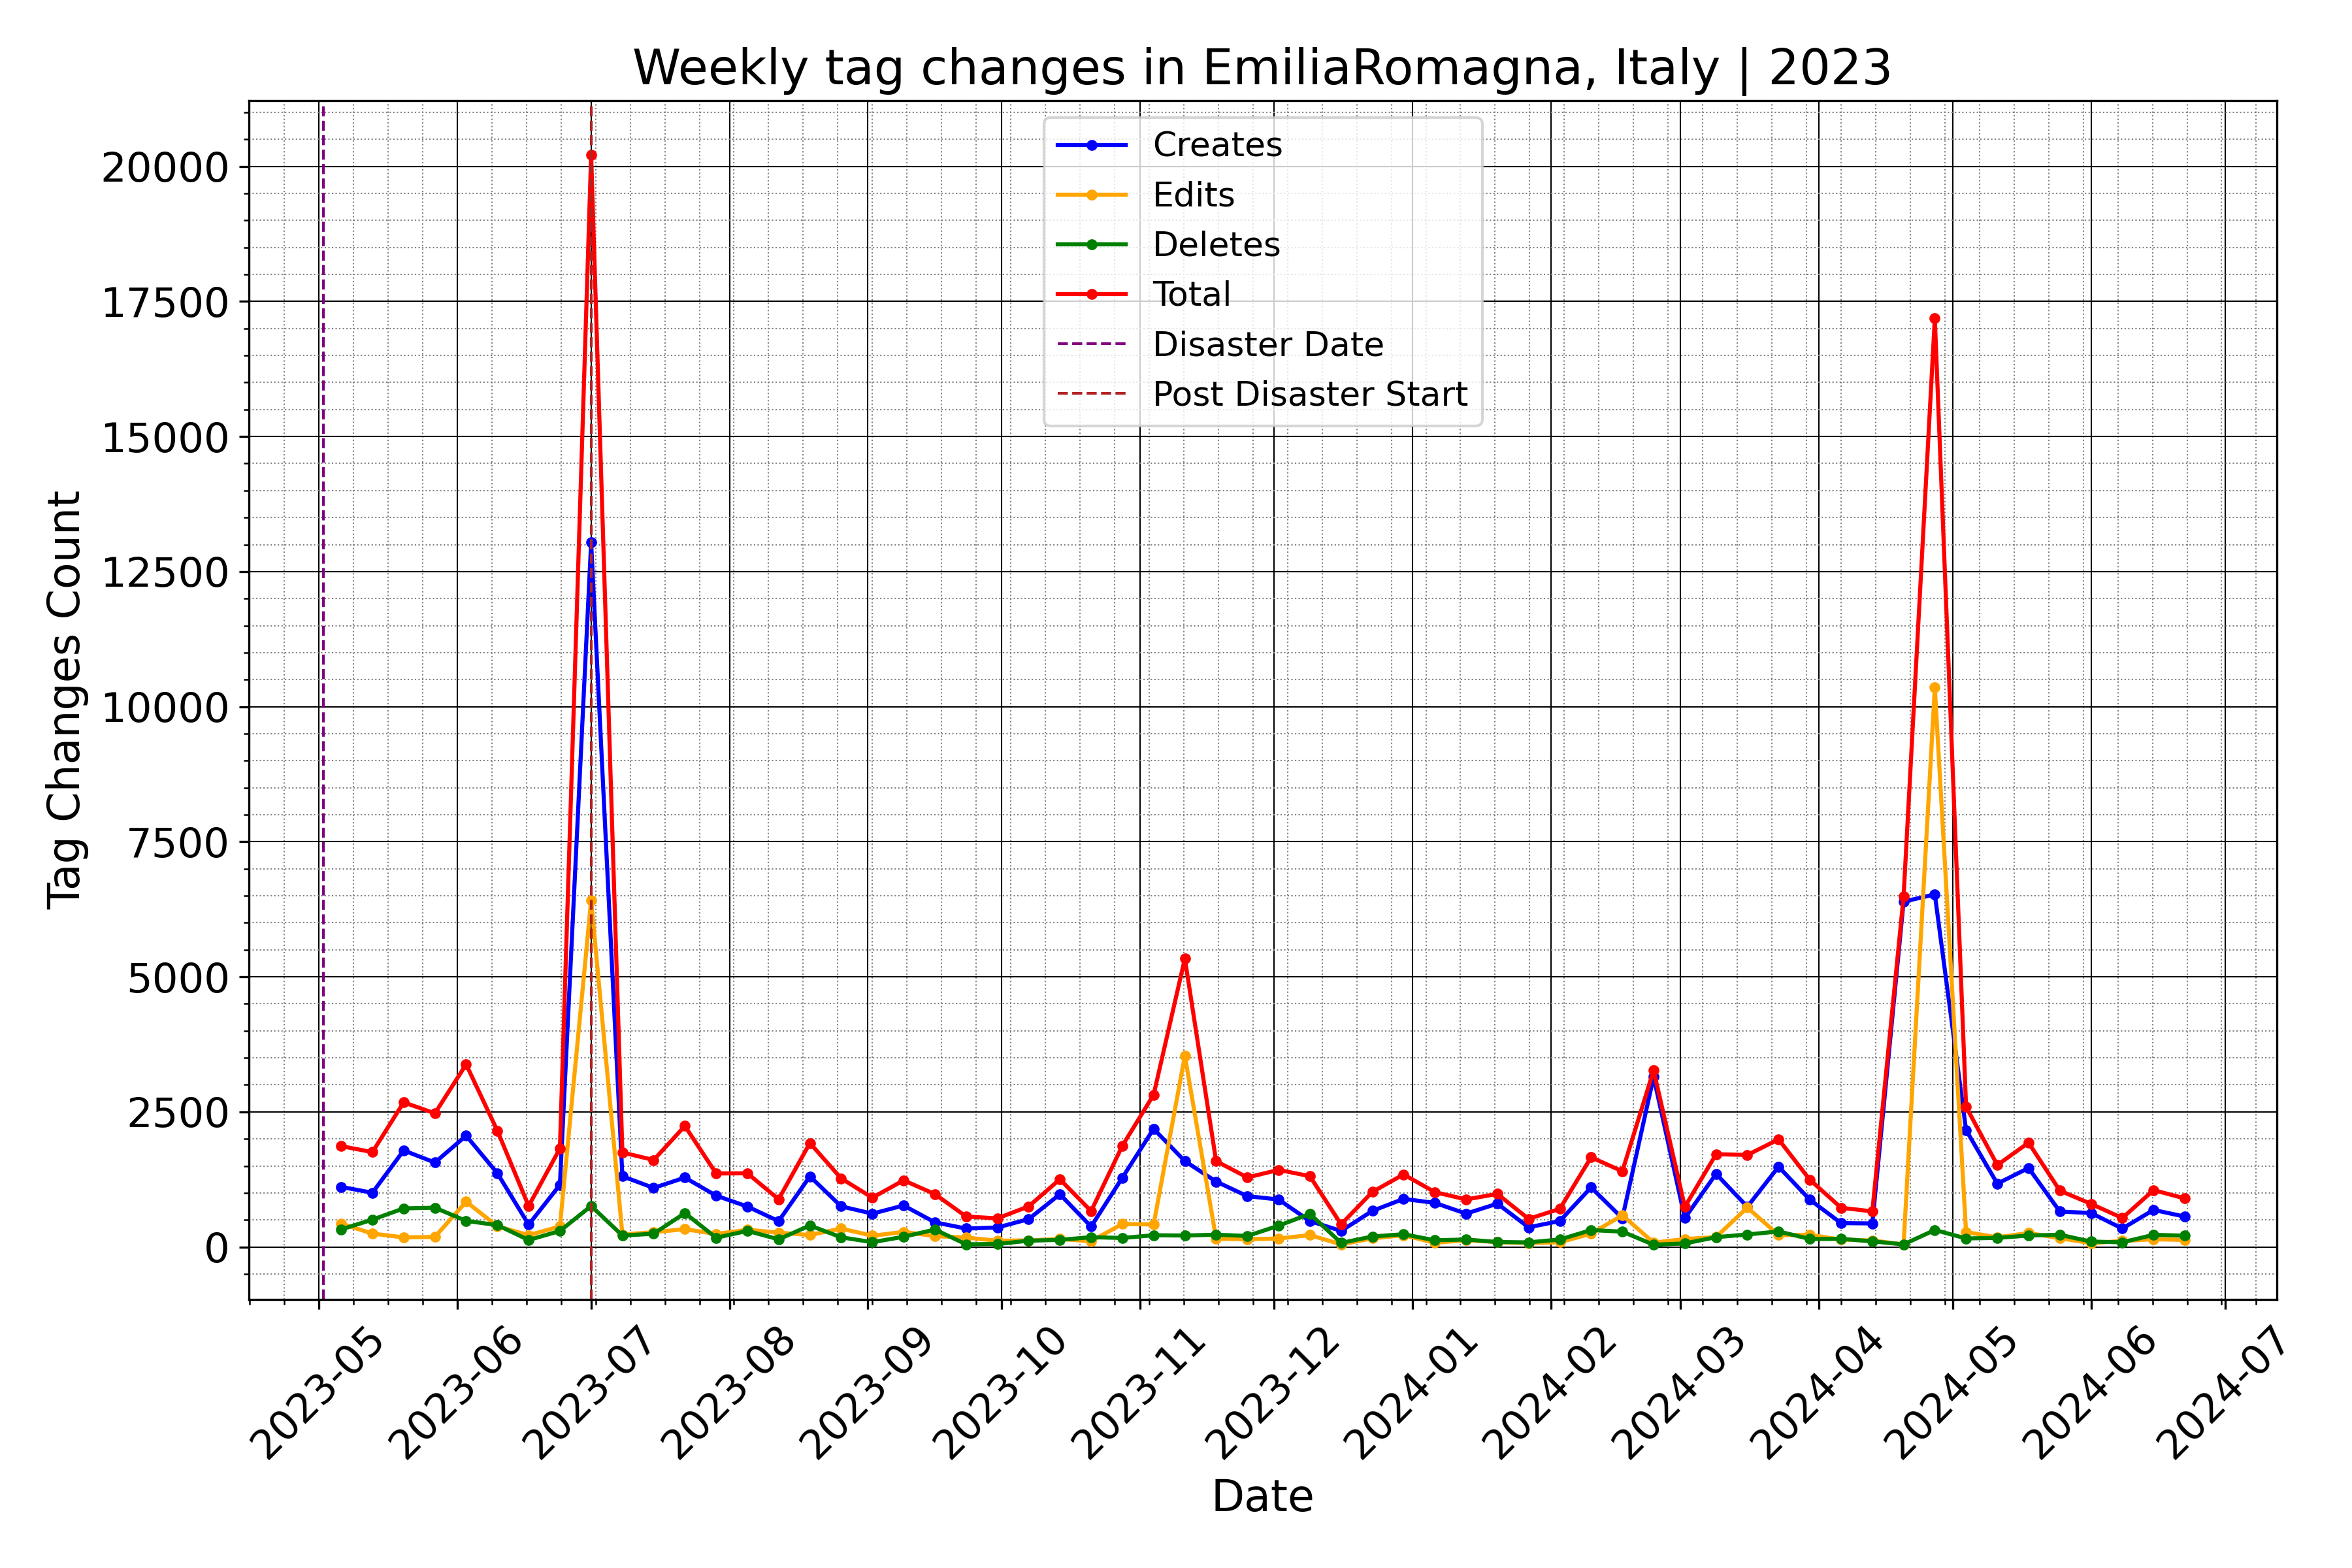 Weekly tag changes in EmiliaRomagna, Italy | 2023
Creates
Edits
Deletes
Total
Disaster Date
Post Disaster Start
Tag Changes Count
20000
17500
15000
12500
10000
7500
5000
2500
0
2023-05
2023-06
2023-07
2023-08
2023-09
2023-10
2023-11
2023-12
2024-01
2024-02
2024-03
2024-04
2024-05
2024-06
2024-07
Date